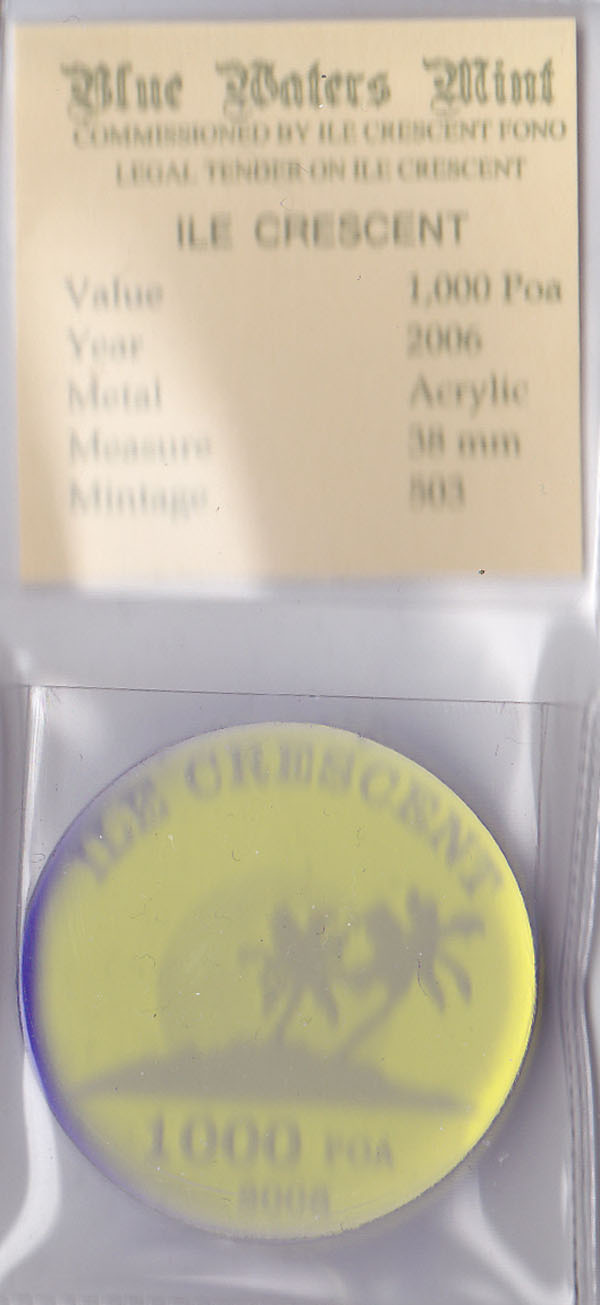 Blue Waters Mint
COMMISSIONED BY ILE CRESCENT FONO
LEGAL TENDER ON ILE CRESCENT
ILE CRESCENT
Value 1,000 Poa
Year 2006
Metal Acrylic
Measure 38 mm
Mintage 503
ILE CRESCENT
1000 POA
2006